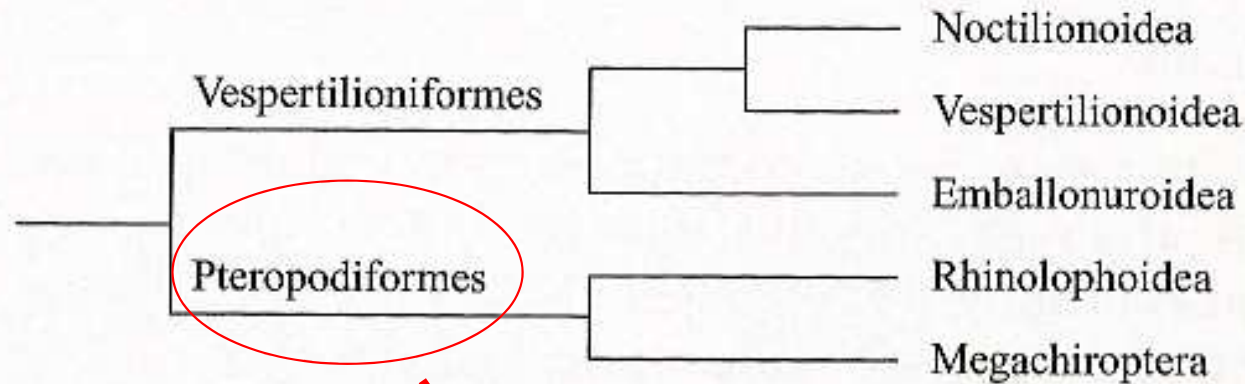 Noctilionoidea
Vespertilioniformes
Vespertilionoidea
Emballonuroidea
Pteropodiformes
Rhinolophoidea
Megachiroptera